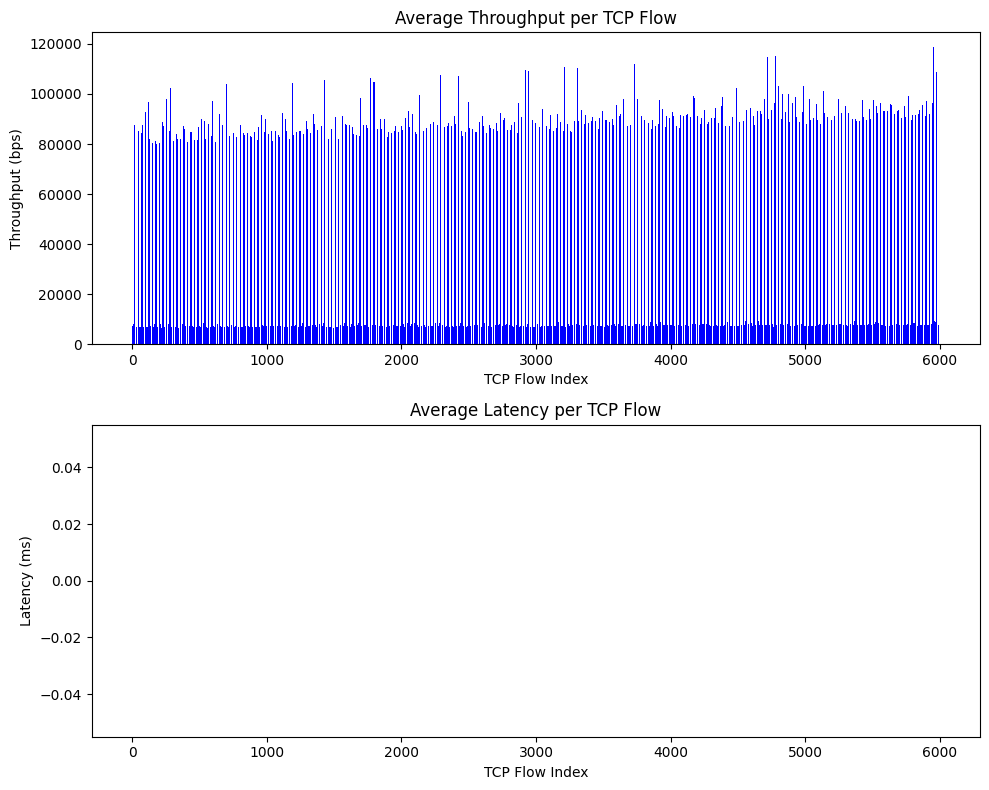 Average Throughput per TCP Flow
120000
100000
80000
60000
40000
20000
0
Throughput (bps)
0 1000 2000 3000 4000 5000 6000
TCP Flow Index
Average Latency per TCP Flow
0.04
0.02
0.00
−0.02
−0.04
Latency (ms)
0 1000 2000 3000 4000 5000 6000
TCP Flow Index